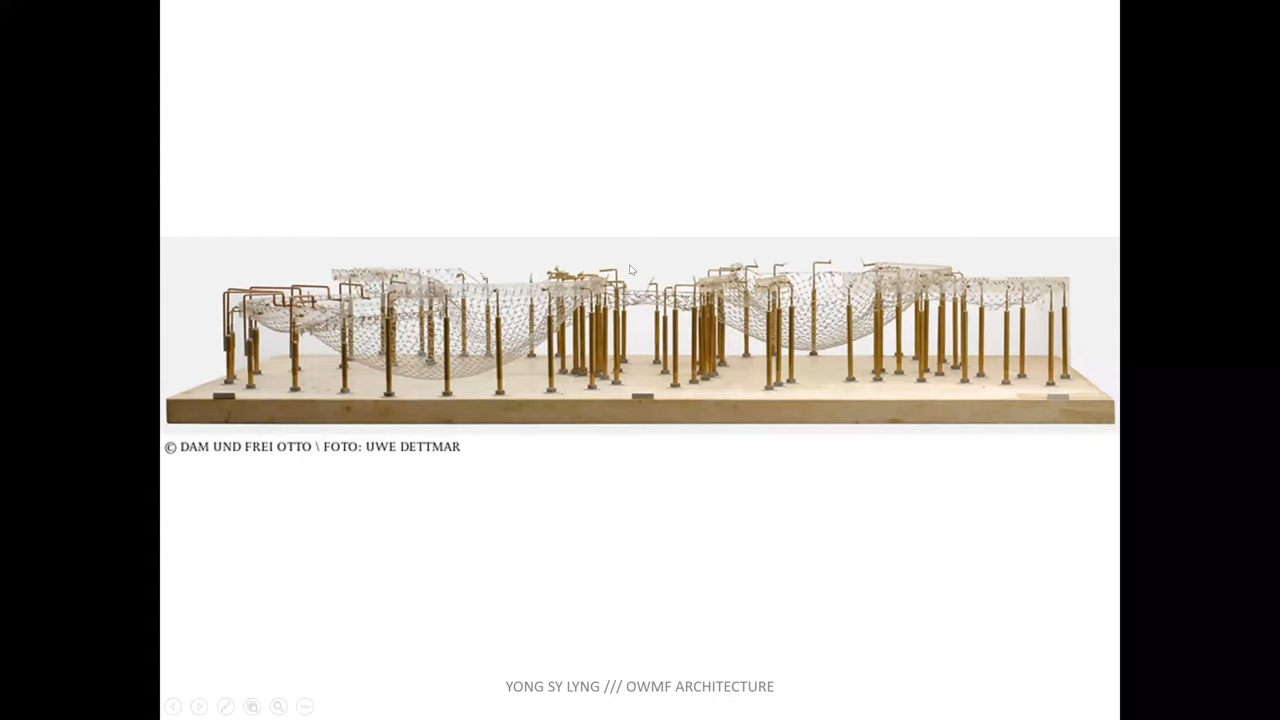 © DAM UND FREI OTTO \ FOTO: UWE DETTMAR
YONG SY LYNG /// OWMF ARCHITECTURE